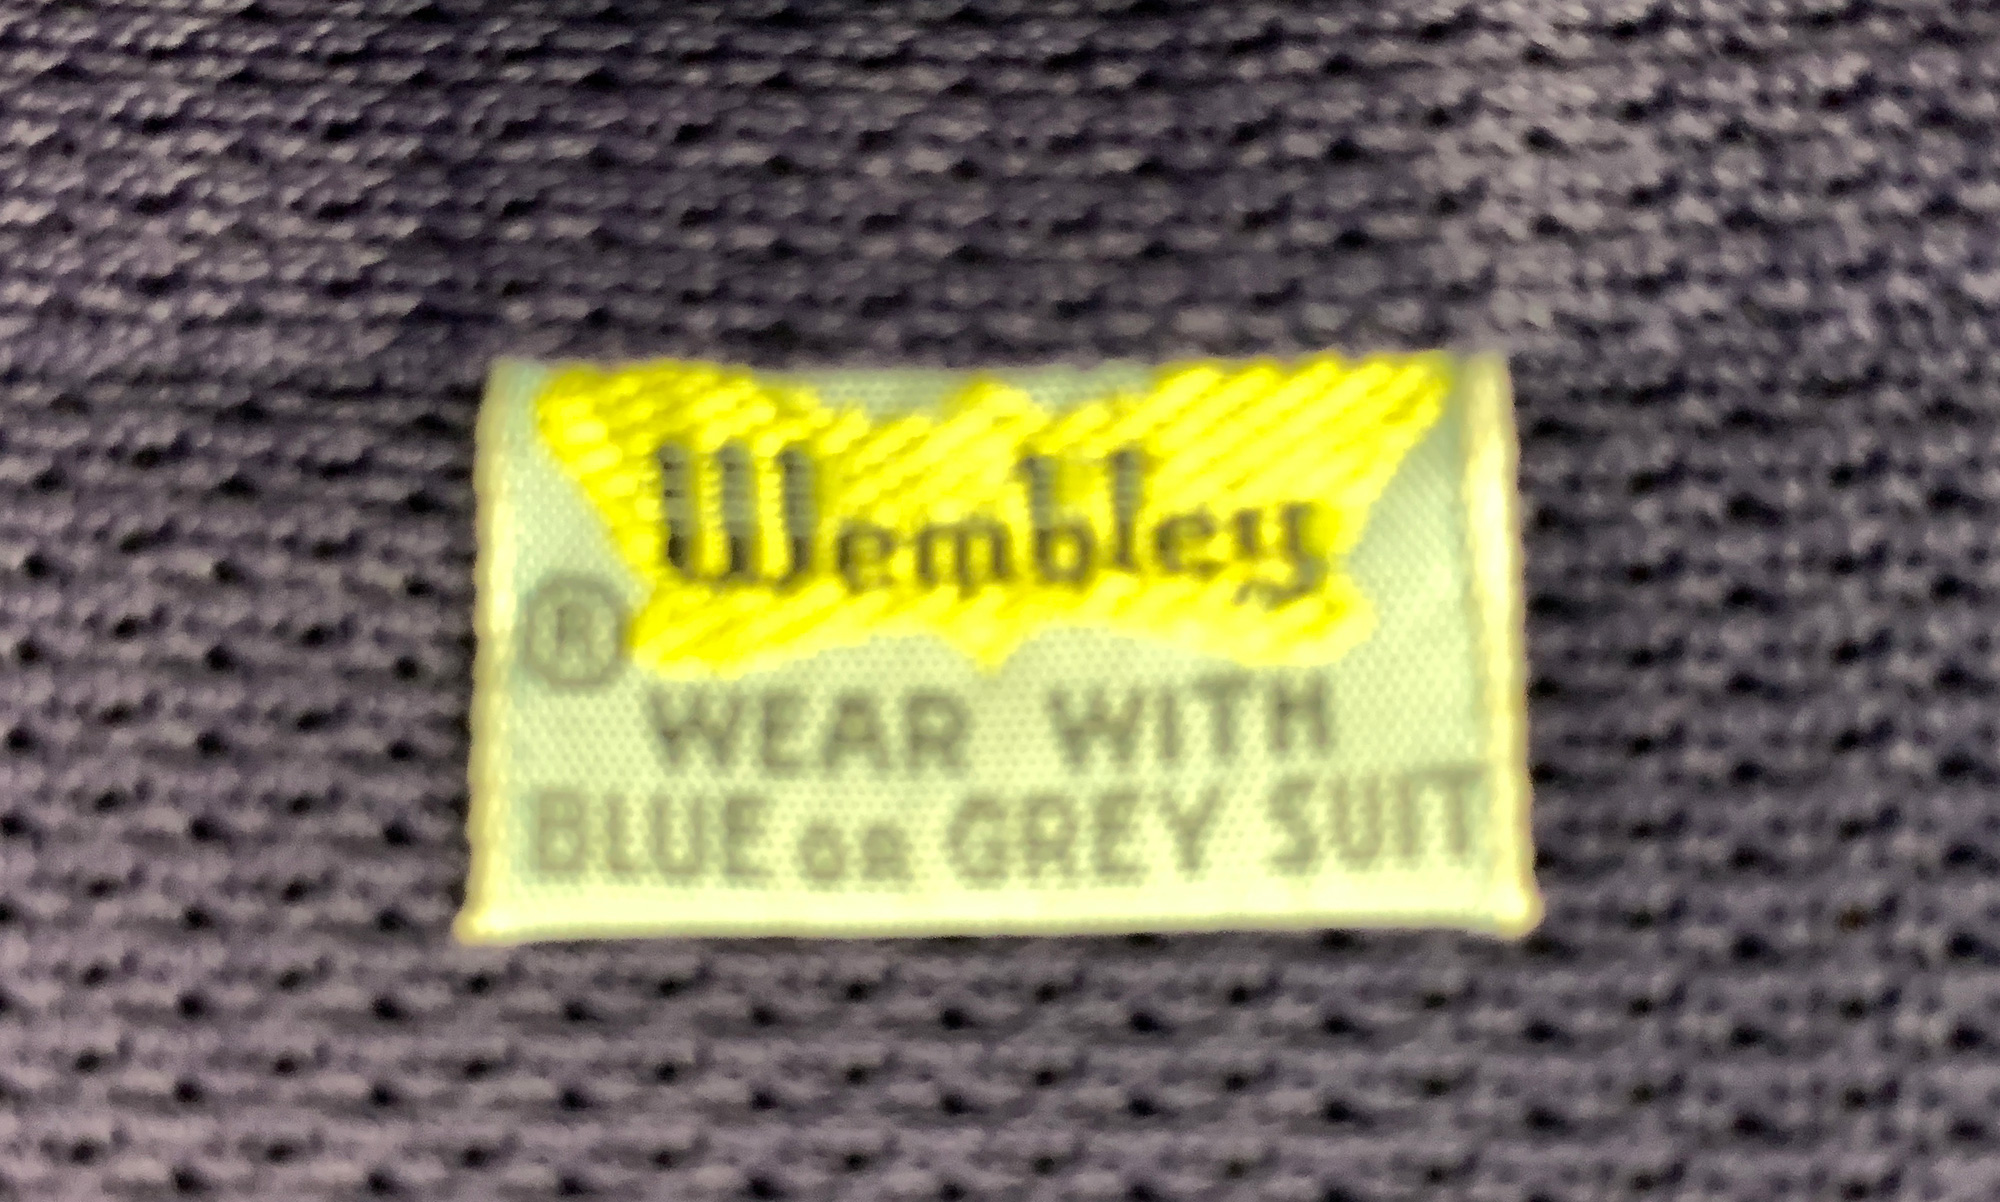 Wembley
®
WEAR WITH
BLUE OR GREY SUIT